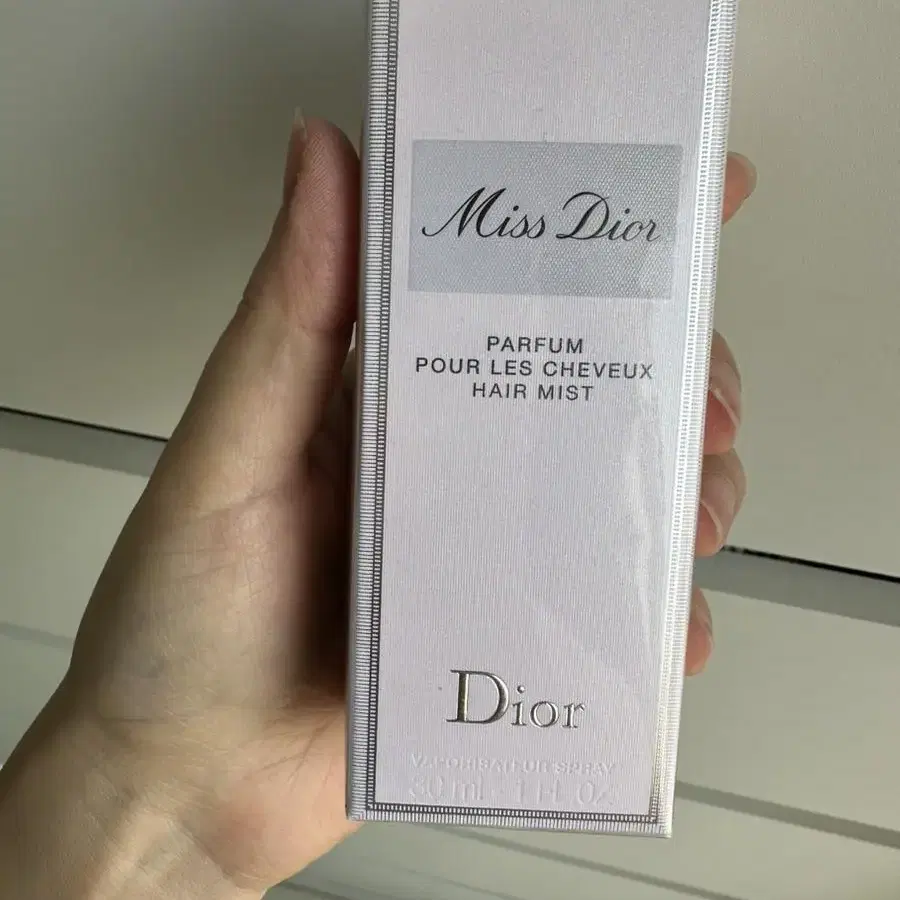 Miss Dior
PARFUM
POUR LES CHEVEUX
HAIR MIST
Dior
VAPORISATEUR SPRAY
30 ml 1 Fl. Oz.